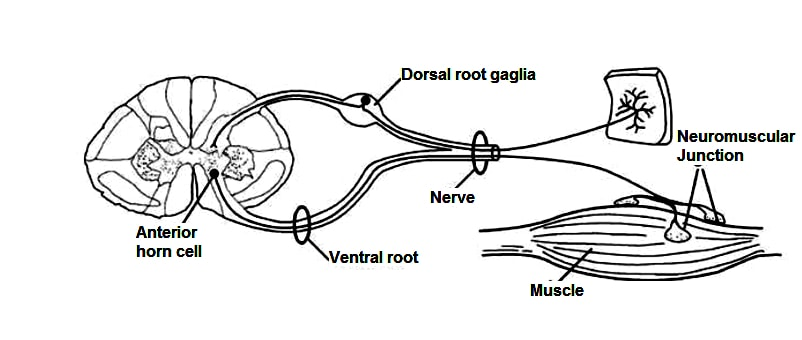 Dorsal root gaglia
Neuromuscular
Junction
Nerve
Anterior
horn cell
Ventral root
Muscle